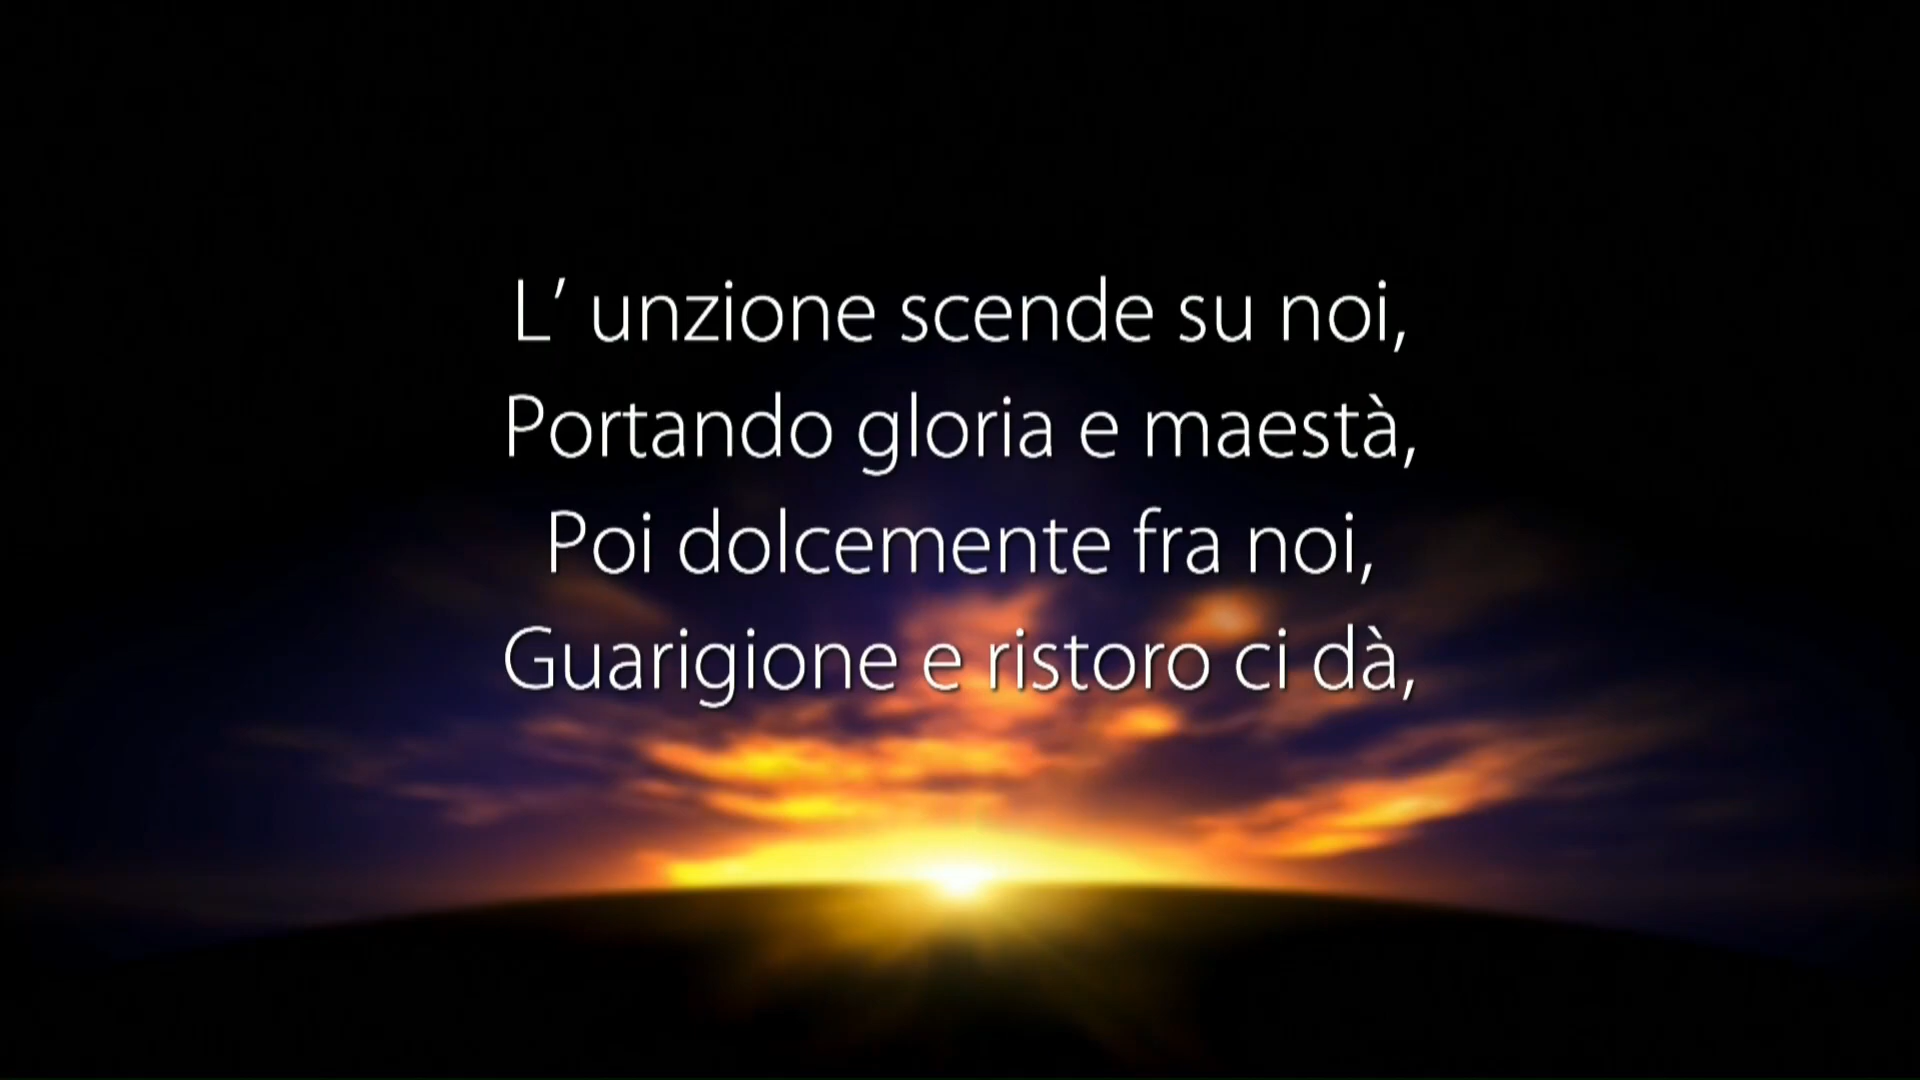 L’ unzione scende su noi,
Portando gloria e maestà,
Poi dolcemente fra noi,
Guarigione e ristoro ci dà,